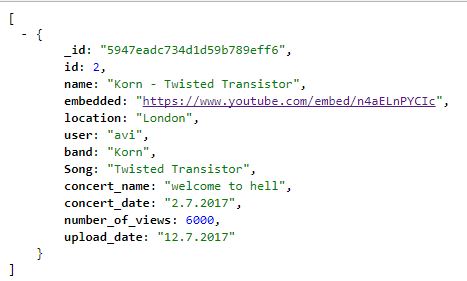 [
- {
_id: "5947eadc734d1d59b789eff6",
id: 2,
name: "Korn - Twisted Transistor",
embedded: "https://www.youtube.com/embed/n4aELnPYCIc",
location: "London",
user: "avi",
band: "Korn",
Song: "Twisted Transistor",
concert_name: "welcome to hell",
concert_date: "2.7.2017",
number_of_views: 6000,
upload_date: "12.7.2017"
}
]